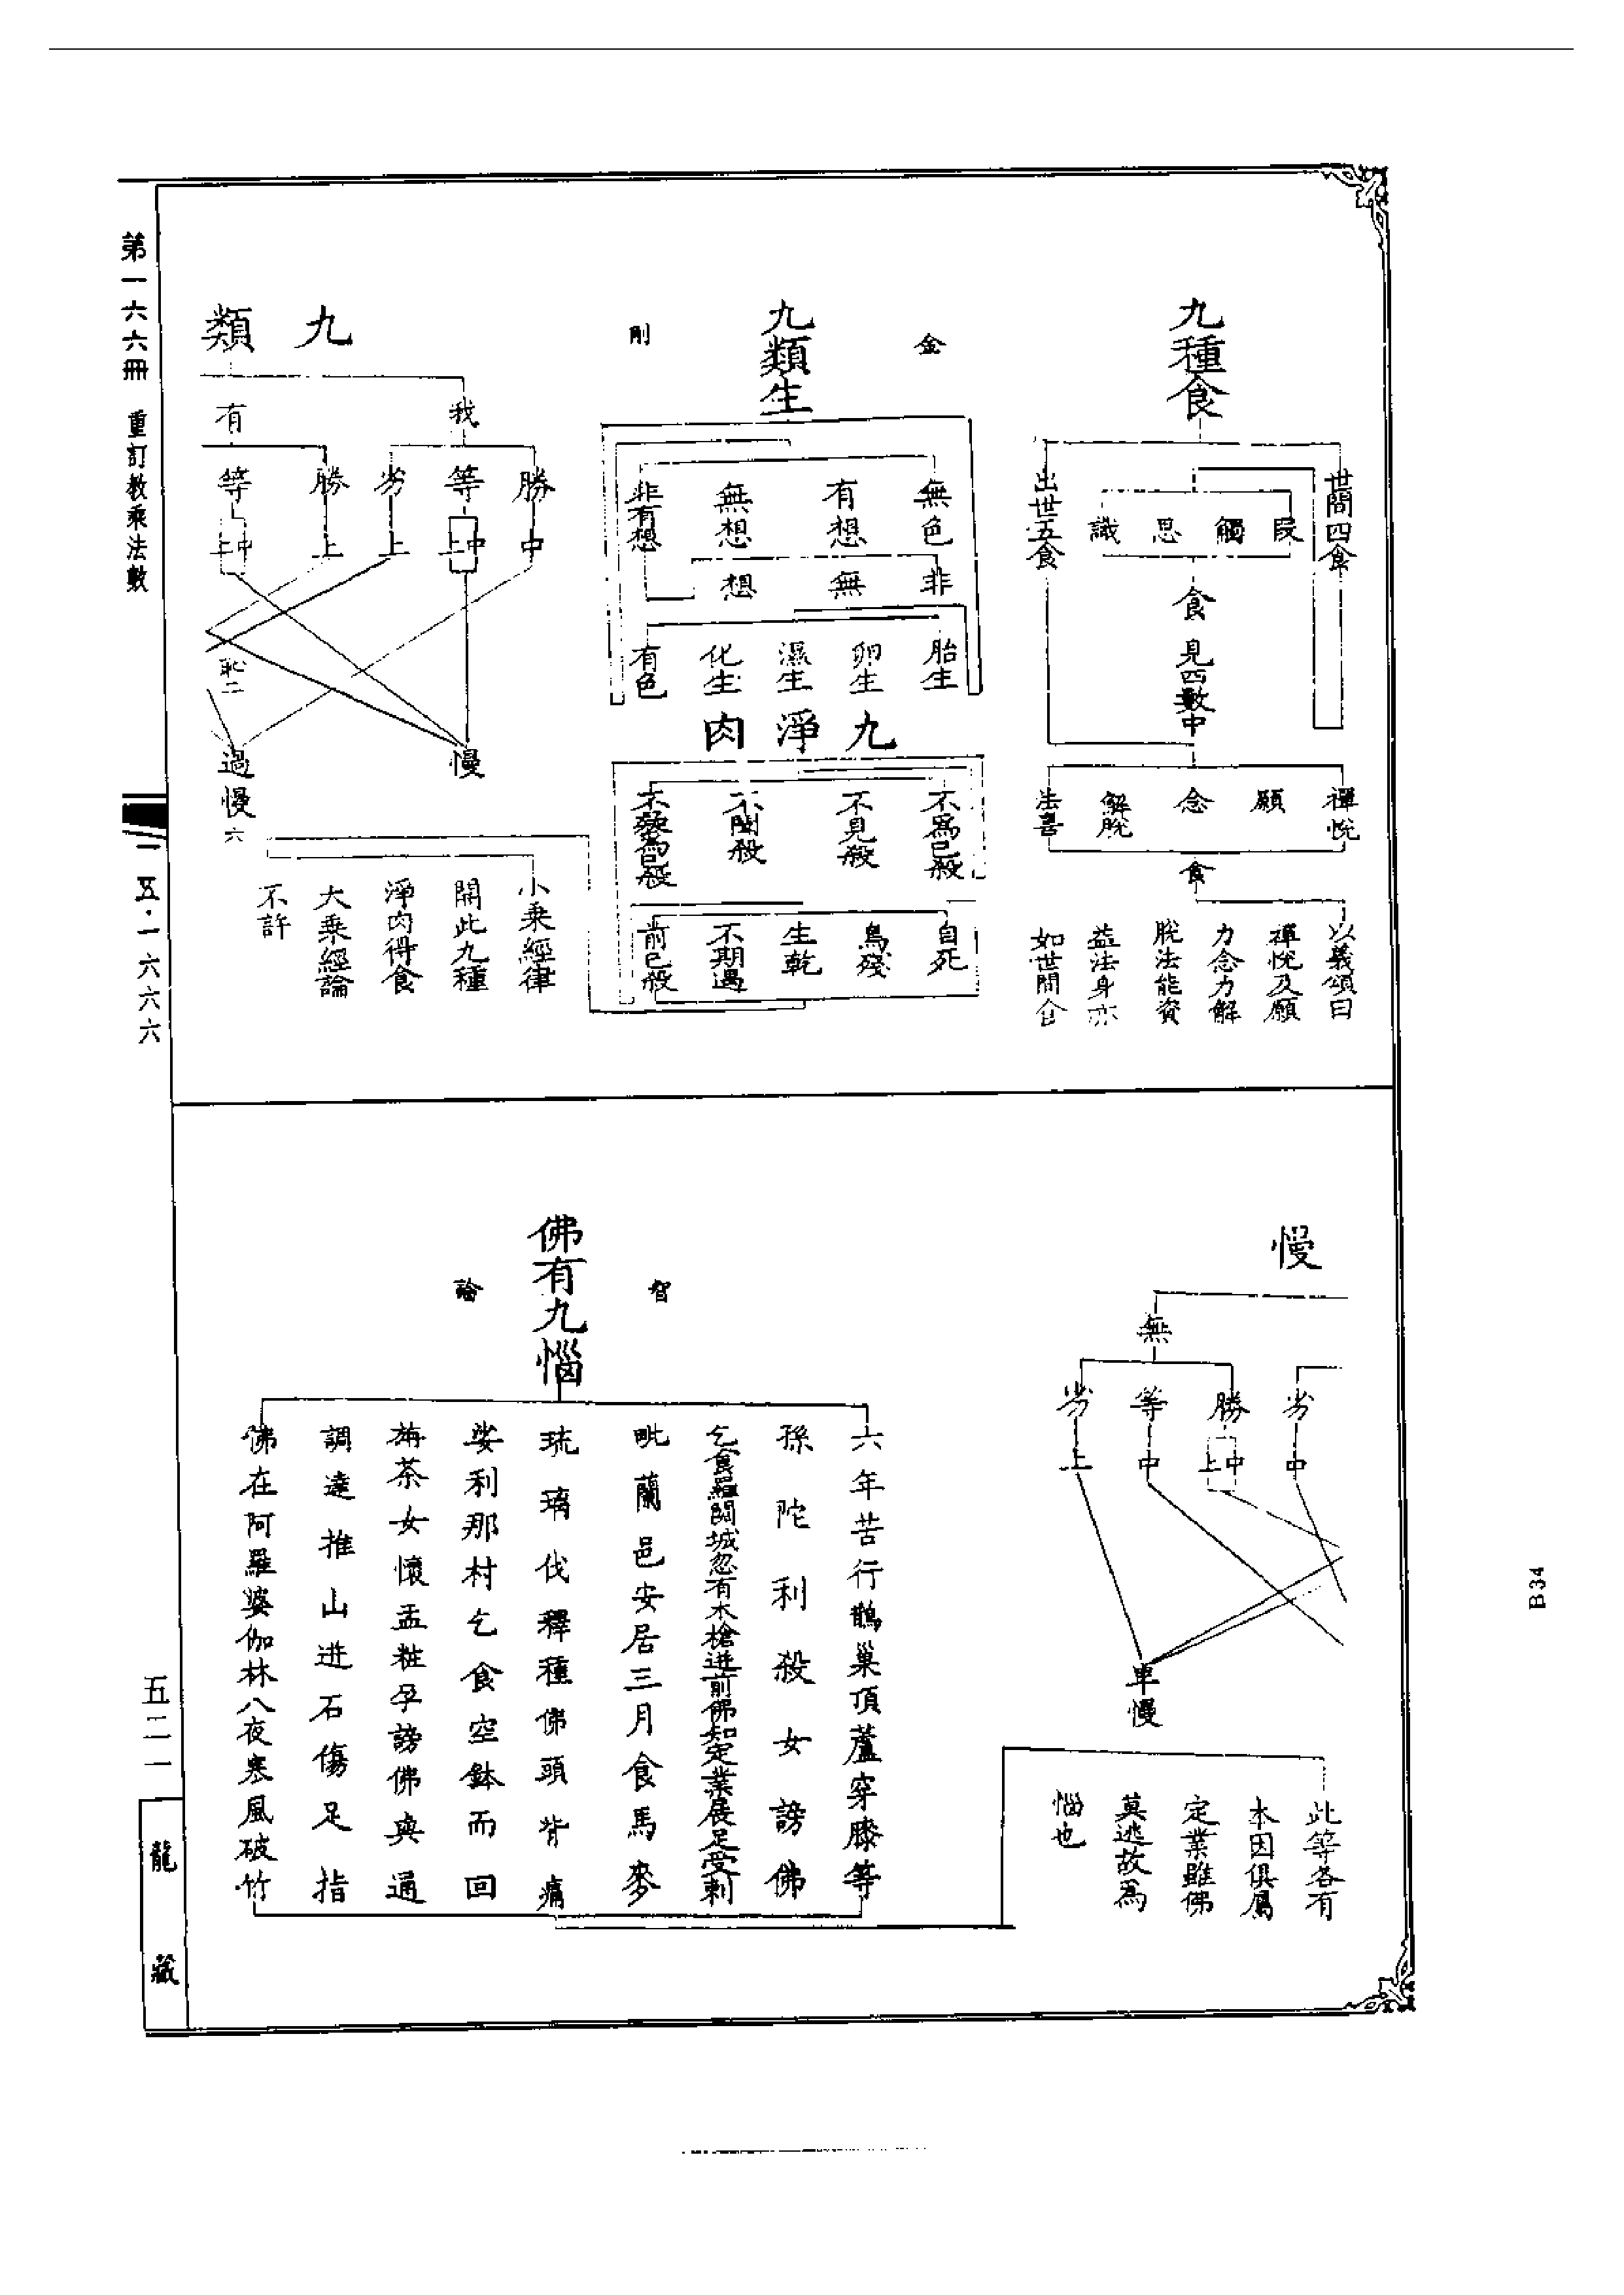 九種食
世間四食
段
觸
思
識
食見四數中
出世五食
禪悅
願
念
解脫
法喜
食
以義頌曰
禪悅及願
力念力解
脫法能資
益法身亦
如世間食
金
剛
九類生
無色
有想
無想
非有想
非
無
想
胎生
卵生
濕生
化生
有色
九淨肉
不為己殺
不見殺
不聞殺
不疑為己殺
自死
鳥殘
生乾
不期遇
前已殺
小乘經律
開此九種
淨肉得食
大乘經論
不許
九類
我
勝
中
等
中上
劣
上
有
勝
上
等
中上
慢
過慢六
恥二
慢
劣
中
無
勝
中上
等
中
劣
上
卑慢
智
論
佛有九惱
六年苦行鵲巢頂蘆穿膝等
孫陀利殺女謗佛
乞食羅閱城忽有木槍迸前佛知定業展足受刺
毗蘭邑安居三月食馬麥
琉璃伐釋種佛頭背痛
娑利那村乞食空鉢而回
旃荼女懷盂粧孕謗佛與通
調達推山迸石傷足指
佛在阿羅婆伽林八夜寒風破竹
此等各有
本因俱屬
定業雖佛
莫逃故為
惱也
第一六六冊 重訂教乘法數
一五·一六六六
五二一
龍藏
B34